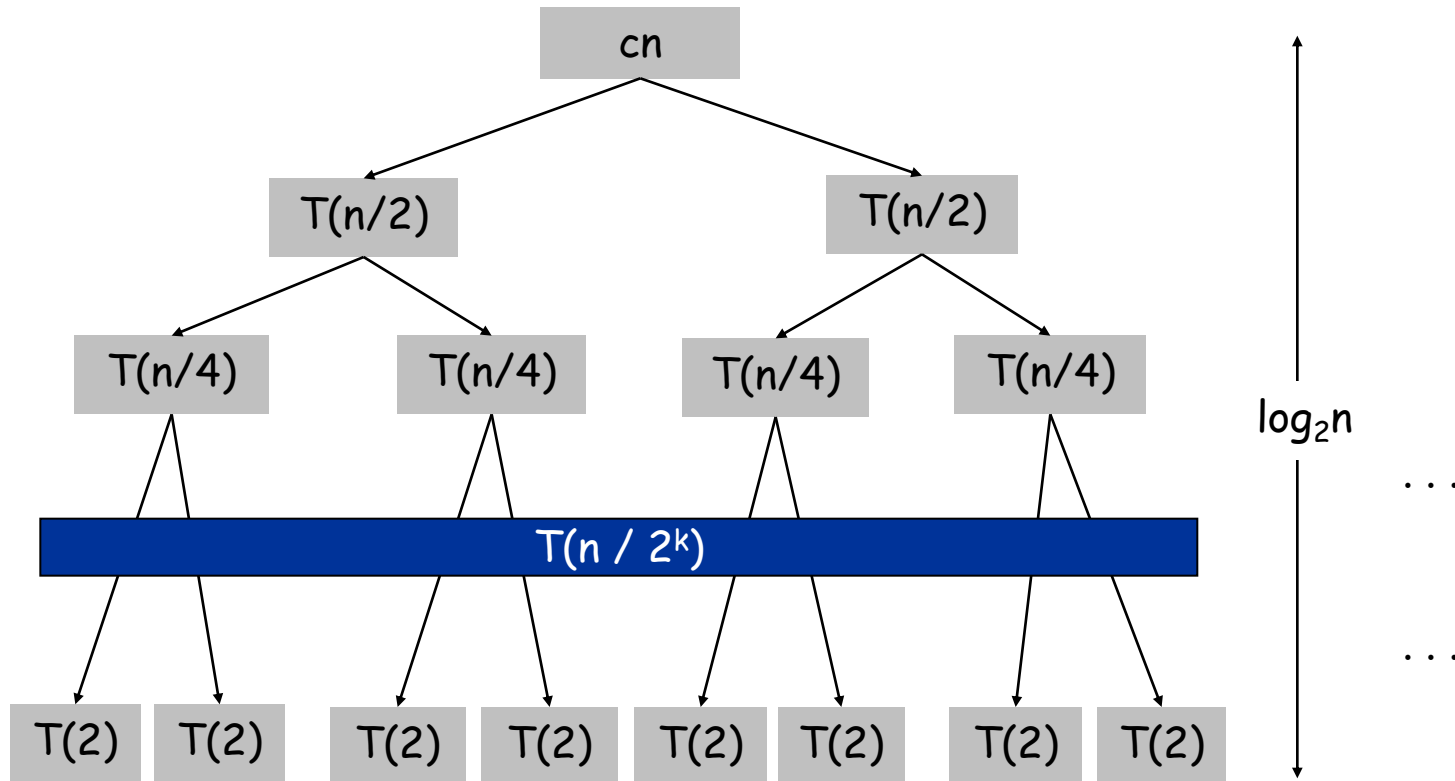 cn
T(n/2)
T(n/2)
T(n/4)
T(n/4)
T(n/4)
T(n/4)
log₂n
. . .
T(n / 2ᵏ)
. . .
T(2)
T(2)
T(2)
T(2)
T(2)
T(2)
T(2)
T(2)